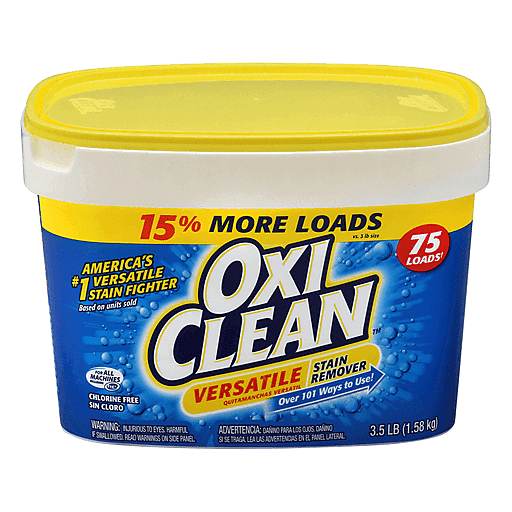 15% MORE LOADS
vs. 3 lb size
75
LOADS!
AMERICA'S
#1 VERSATILE
STAIN FIGHTER
Based on units sold
OXI
CLEAN™
VERSATILE
QUITAMANCHAS VERSATIL
STAIN
REMOVER
Over 101 Ways to Use!
FOR ALL
MACHINES
INCLUDING HE
CHLORINE FREE
SIN CLORO
WARNING: INJURIOUS TO EYES. HARMFUL
IF SWALLOWED. READ WARNINGS ON SIDE PANEL.
ADVERTENCIA: DAÑINO PARA LOS OJOS. DAÑINO
SI SE TRAGA. LEA LAS ADVERTENCIAS EN EL PANEL LATERAL.
3.5 LB (1.58 kg)